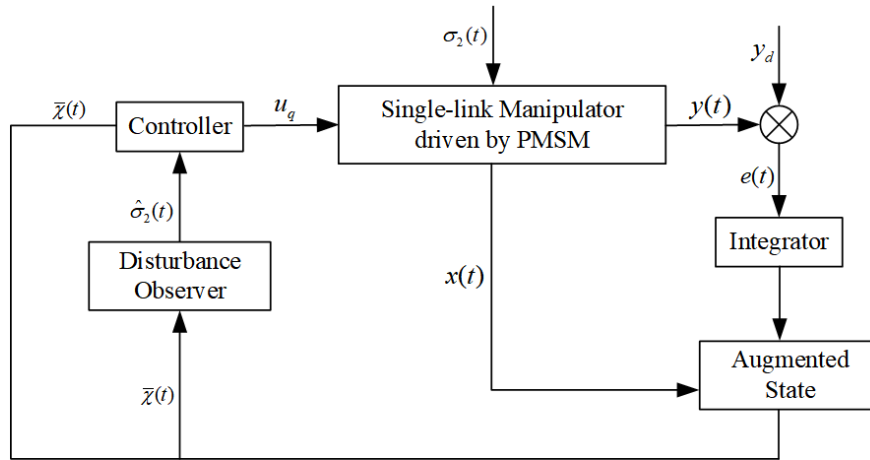 σ₂(t)
y_d
χ̅(t)
Controller
u_q
Single-link Manipulator
driven by PMSM
y(t)
e(t)
σ̂₂(t)
Integrator
Disturbance
Observer
x(t)
Augmented
State
χ̅(t)